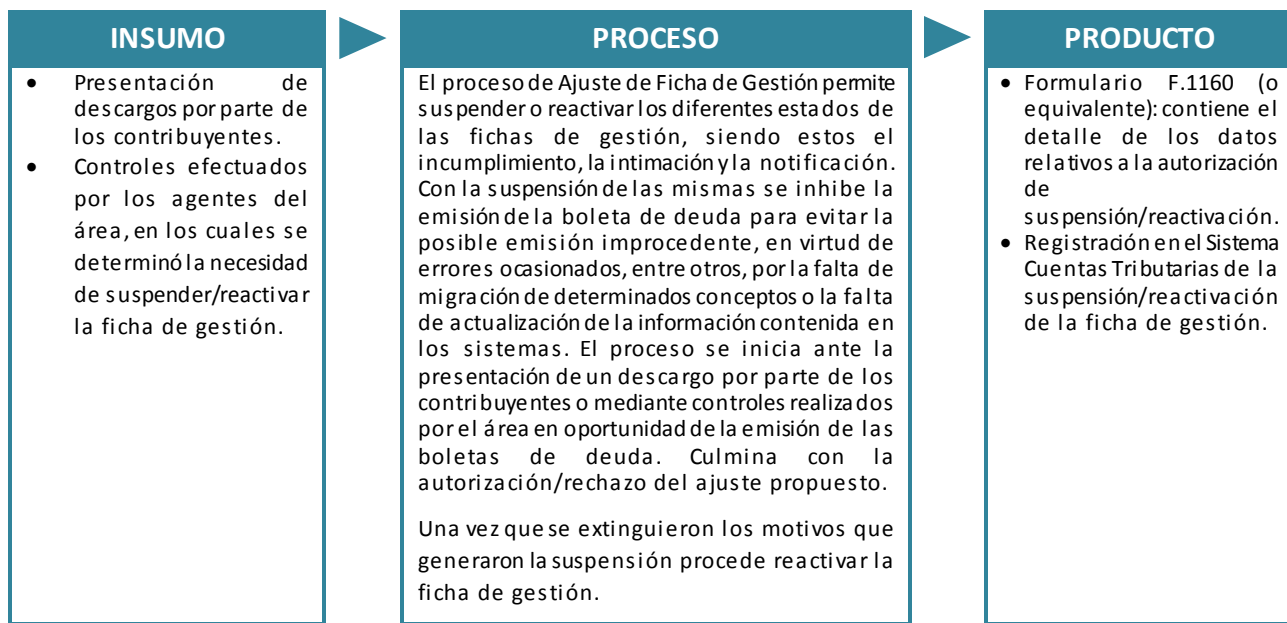 INSUMO
• Presentación de
descargos por parte de
los contribuyentes.
• Controles efectuados
por los agentes del
área, en los cuales se
determinó la necesidad
de suspender/reactivar
la ficha de gestión.
PROCESO
El proceso de Ajuste de Ficha de Gestión permite
suspender o reactivar los diferentes estados de
las fichas de gestión, siendo estos el
incumplimiento, la intimación y la notificación.
Con la suspensión de las mismas se inhibe la
emisión de la boleta de deuda para evitar la
posible emisión improcedente, en virtud de
errores ocasionados, entre otros, por la falta de
migración de determinados conceptos o la falta
de actualización de la información contenida en
los sistemas. El proceso se inicia ante la
presentación de un descargo por parte de los
contribuyentes o mediante controles realizados
por el área en oportunidad de la emisión de las
boletas de deuda. Culmina con la
autorización/rechazo del ajuste propuesto.
Una vez que se extinguieron los motivos que
generaron la suspensión procede reactivar la
ficha de gestión.
PRODUCTO
• Formulario F.1160 (o
equivalente): contiene el
detalle de los datos
relativos a la autorización
de
suspensión/reactivación.
• Registración en el Sistema
Cuentas Tributarias de la
suspensión/reactivación
de la ficha de gestión.